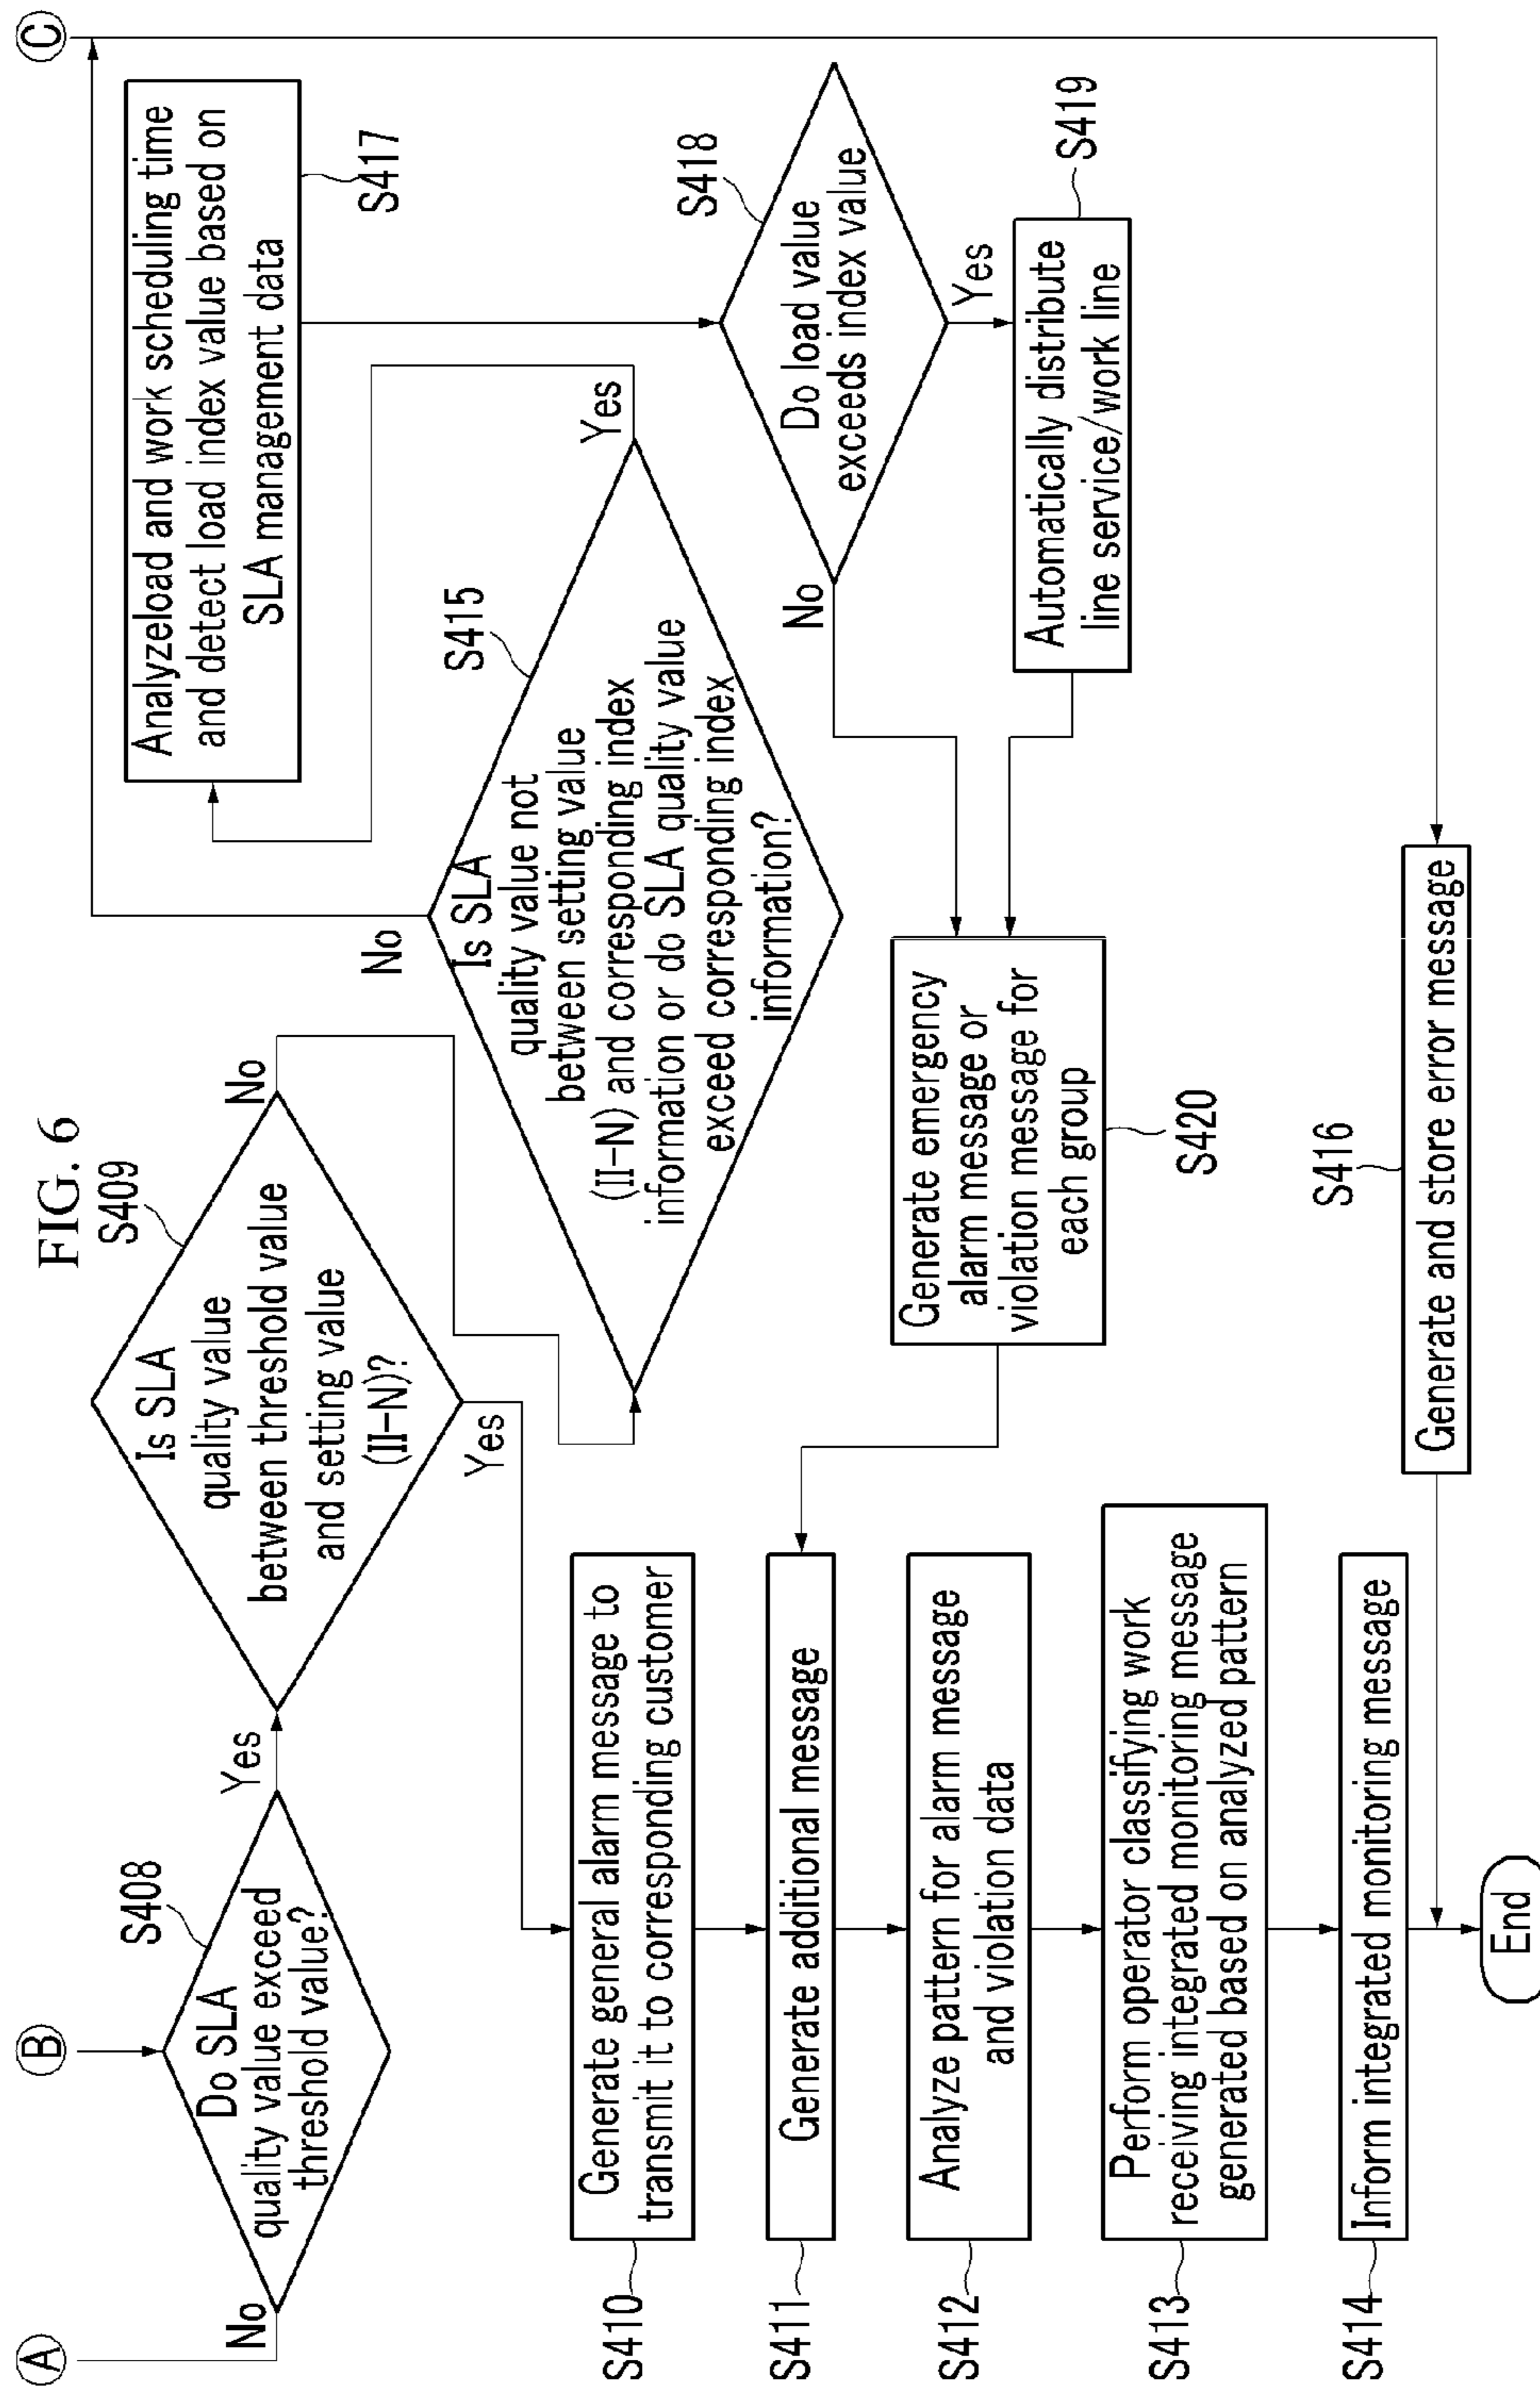 FIG. 6
A
B
C
No
Do SLA
quality value exceed
threshold value?
S408
Yes
Is SLA
quality value
between threshold value
and setting value
(II-N)?
S409
No
Yes
Generate general alarm message to
transmit it to corresponding customer
S410
Generate additional message
S411
Analyze pattern for alarm message
and violation data
S412
Perform operator classifying work
receiving integrated monitoring message
generated based on analyzed pattern
S413
Inform integrated monitoring message
S414
End
Is SLA
quality value not
between setting value
(II-N) and corresponding index
information or do SLA quality value
exceed corresponding index
information?
S415
No
Yes
Analyzeload and work scheduling time
and detect load index value based on
SLA management data
S417
Do load value
exceeds index value
S418
No
Yes
Automatically distribute
line service/work line
S419
Generate emergency
alarm message or
violation message for
each group
S420
Generate and store error message
S416